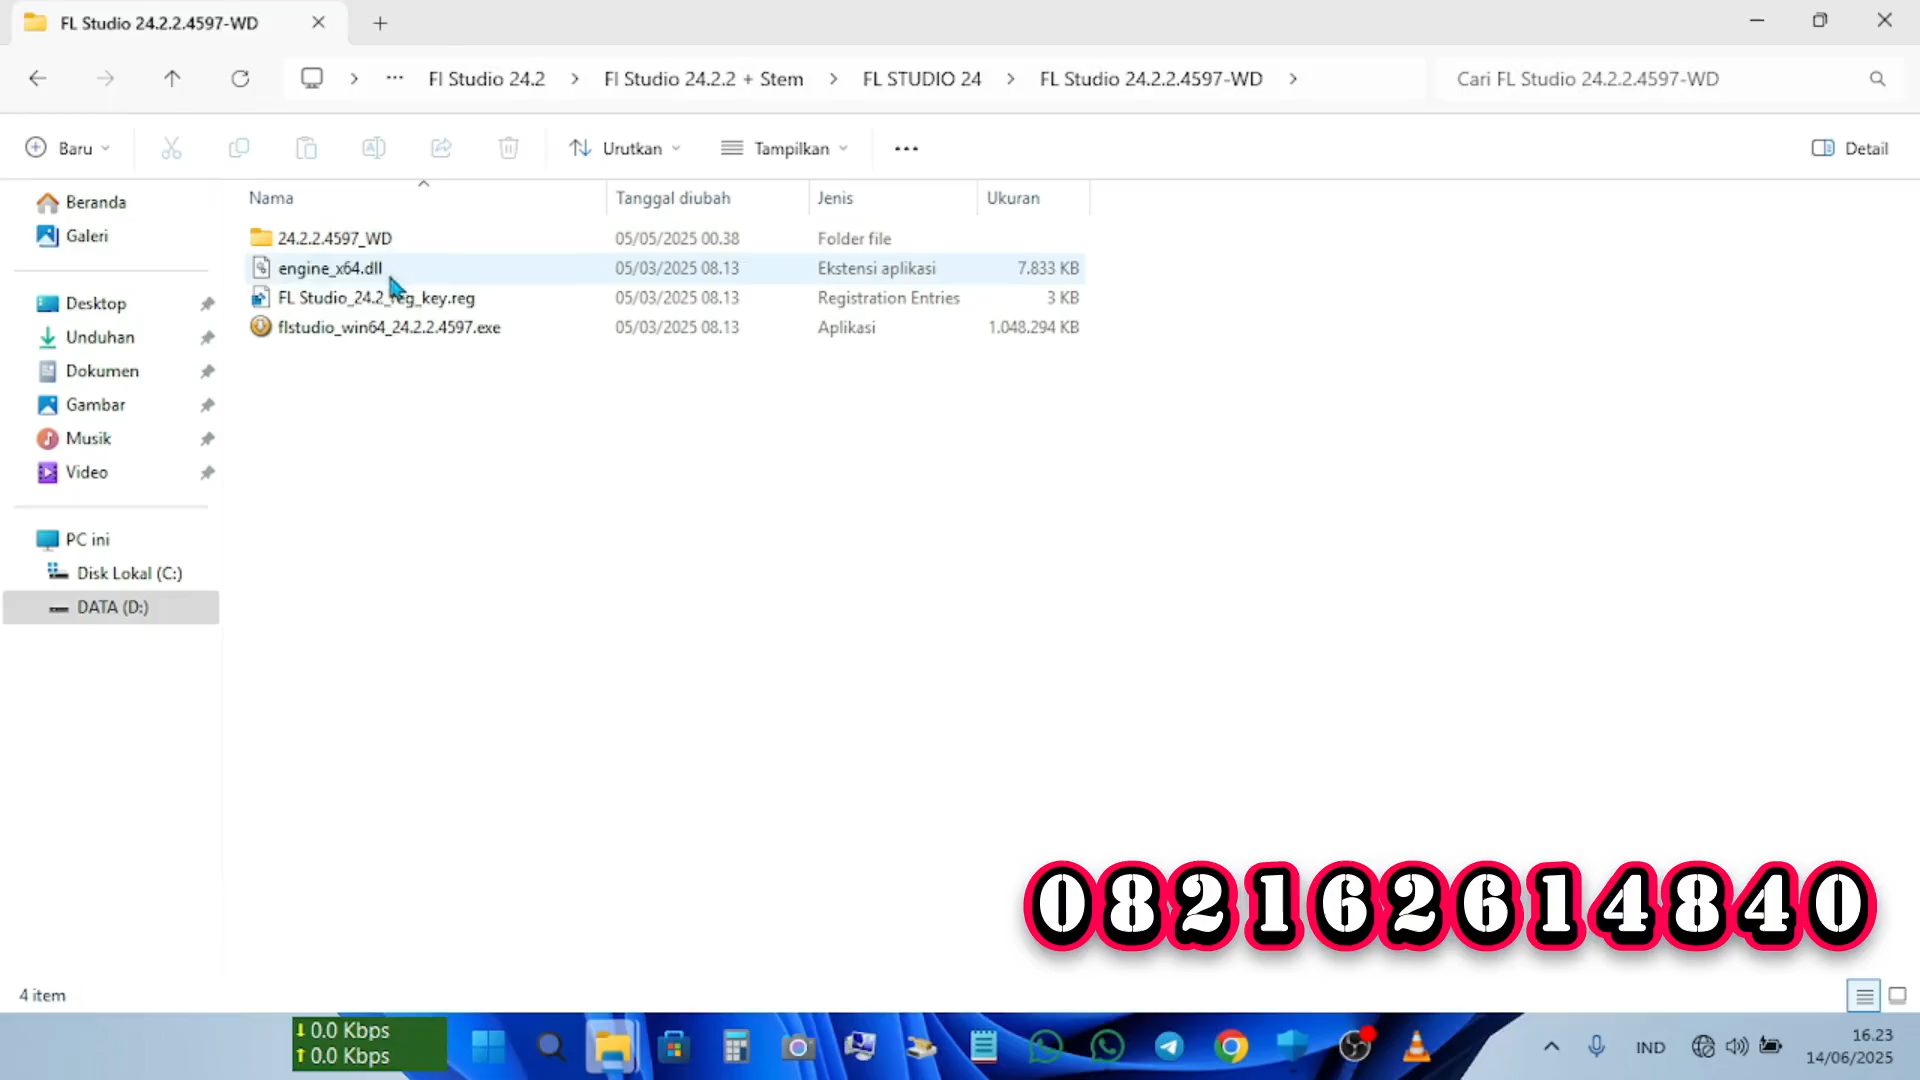 FL Studio 24.2.2.4597-WD
Fl Studio 24.2
Fl Studio 24.2.2 + Stem
FL STUDIO 24
FL Studio 24.2.2.4597-WD
Cari FL Studio 24.2.2.4597-WD
Baru
Urutkan
Tampilkan
Detail
Nama
Tanggal diubah
Jenis
Ukuran
24.2.2.4597_WD
05/05/2025 00.38
Folder file
engine_x64.dll
05/03/2025 08.13
Ekstensi aplikasi
7.833 KB
FL Studio_24.2_reg_key.reg
05/03/2025 08.13
Registration Entries
3 KB
flstudio_win64_24.2.2.4597.exe
05/03/2025 08.13
Aplikasi
1.048.294 KB
Beranda
Galeri
Desktop
Unduhan
Dokumen
Gambar
Musik
Video
PC ini
Disk Lokal (C:)
DATA (D:)
082162614840
4 item
0.0 Kbps
0.0 Kbps
IND
16.23
14/06/2025